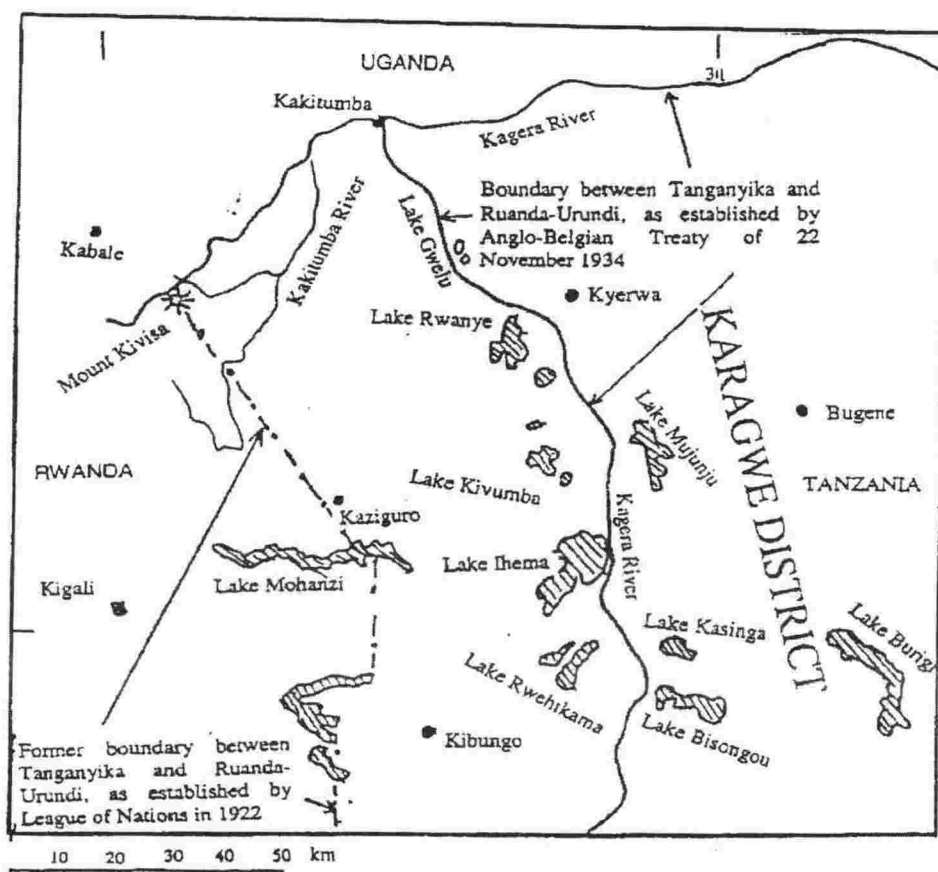 UGANDA
31
Kakitumba
Kagera River
Boundary between Tanganyika and
Ruanda-Urundi, as established by
Anglo-Belgian Treaty of 22
November 1934
Kabale
Kakitumba River
Lake Gwelu
Kyerwa
Lake Rwanye
Mount Kivisa
KARAGWE DISTRICT
Bugene
Lake Mujunju
RWANDA
Lake Kivumba
TANZANIA
Kaziguro
Kagera River
Lake Mohanzi
Lake Ihema
Kigali
Lake Kasinga
Lake Burigi
Lake Rwehikama
Lake Bisongou
Kibungo
Former boundary between
Tanganyika and Ruanda-
Urundi, as established by
League of Nations in 1922
10 20 30 40 50 km